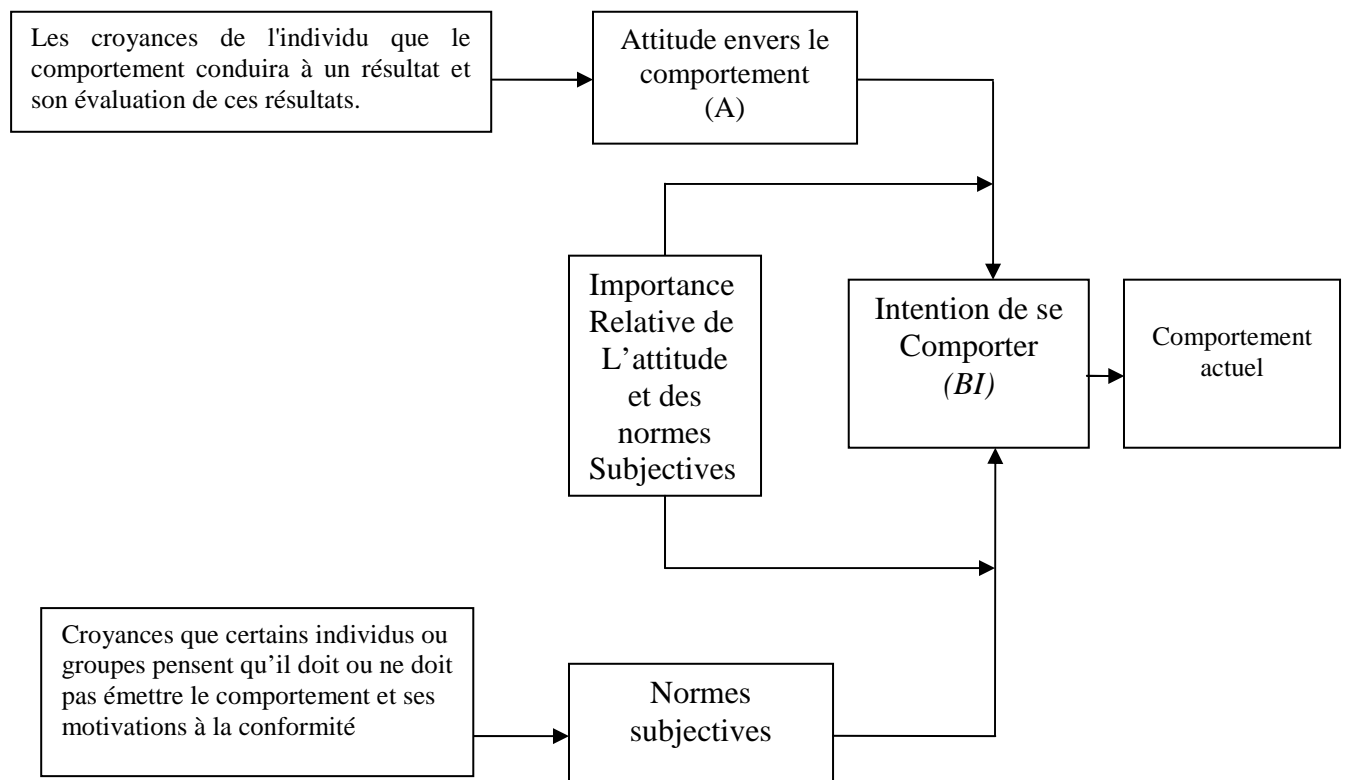 Les croyances de l'individu que le
comportement conduira à un résultat et
son évaluation de ces résultats.
Attitude envers le
comportement
(A)
Importance
Relative de
L’attitude
et des
normes
Subjectives
Intention de se
Comporter
(BI)
Comportement
actuel
Croyances que certains individus ou
groupes pensent qu’il doit ou ne doit
pas émettre le comportement et ses
motivations à la conformité
Normes
subjectives